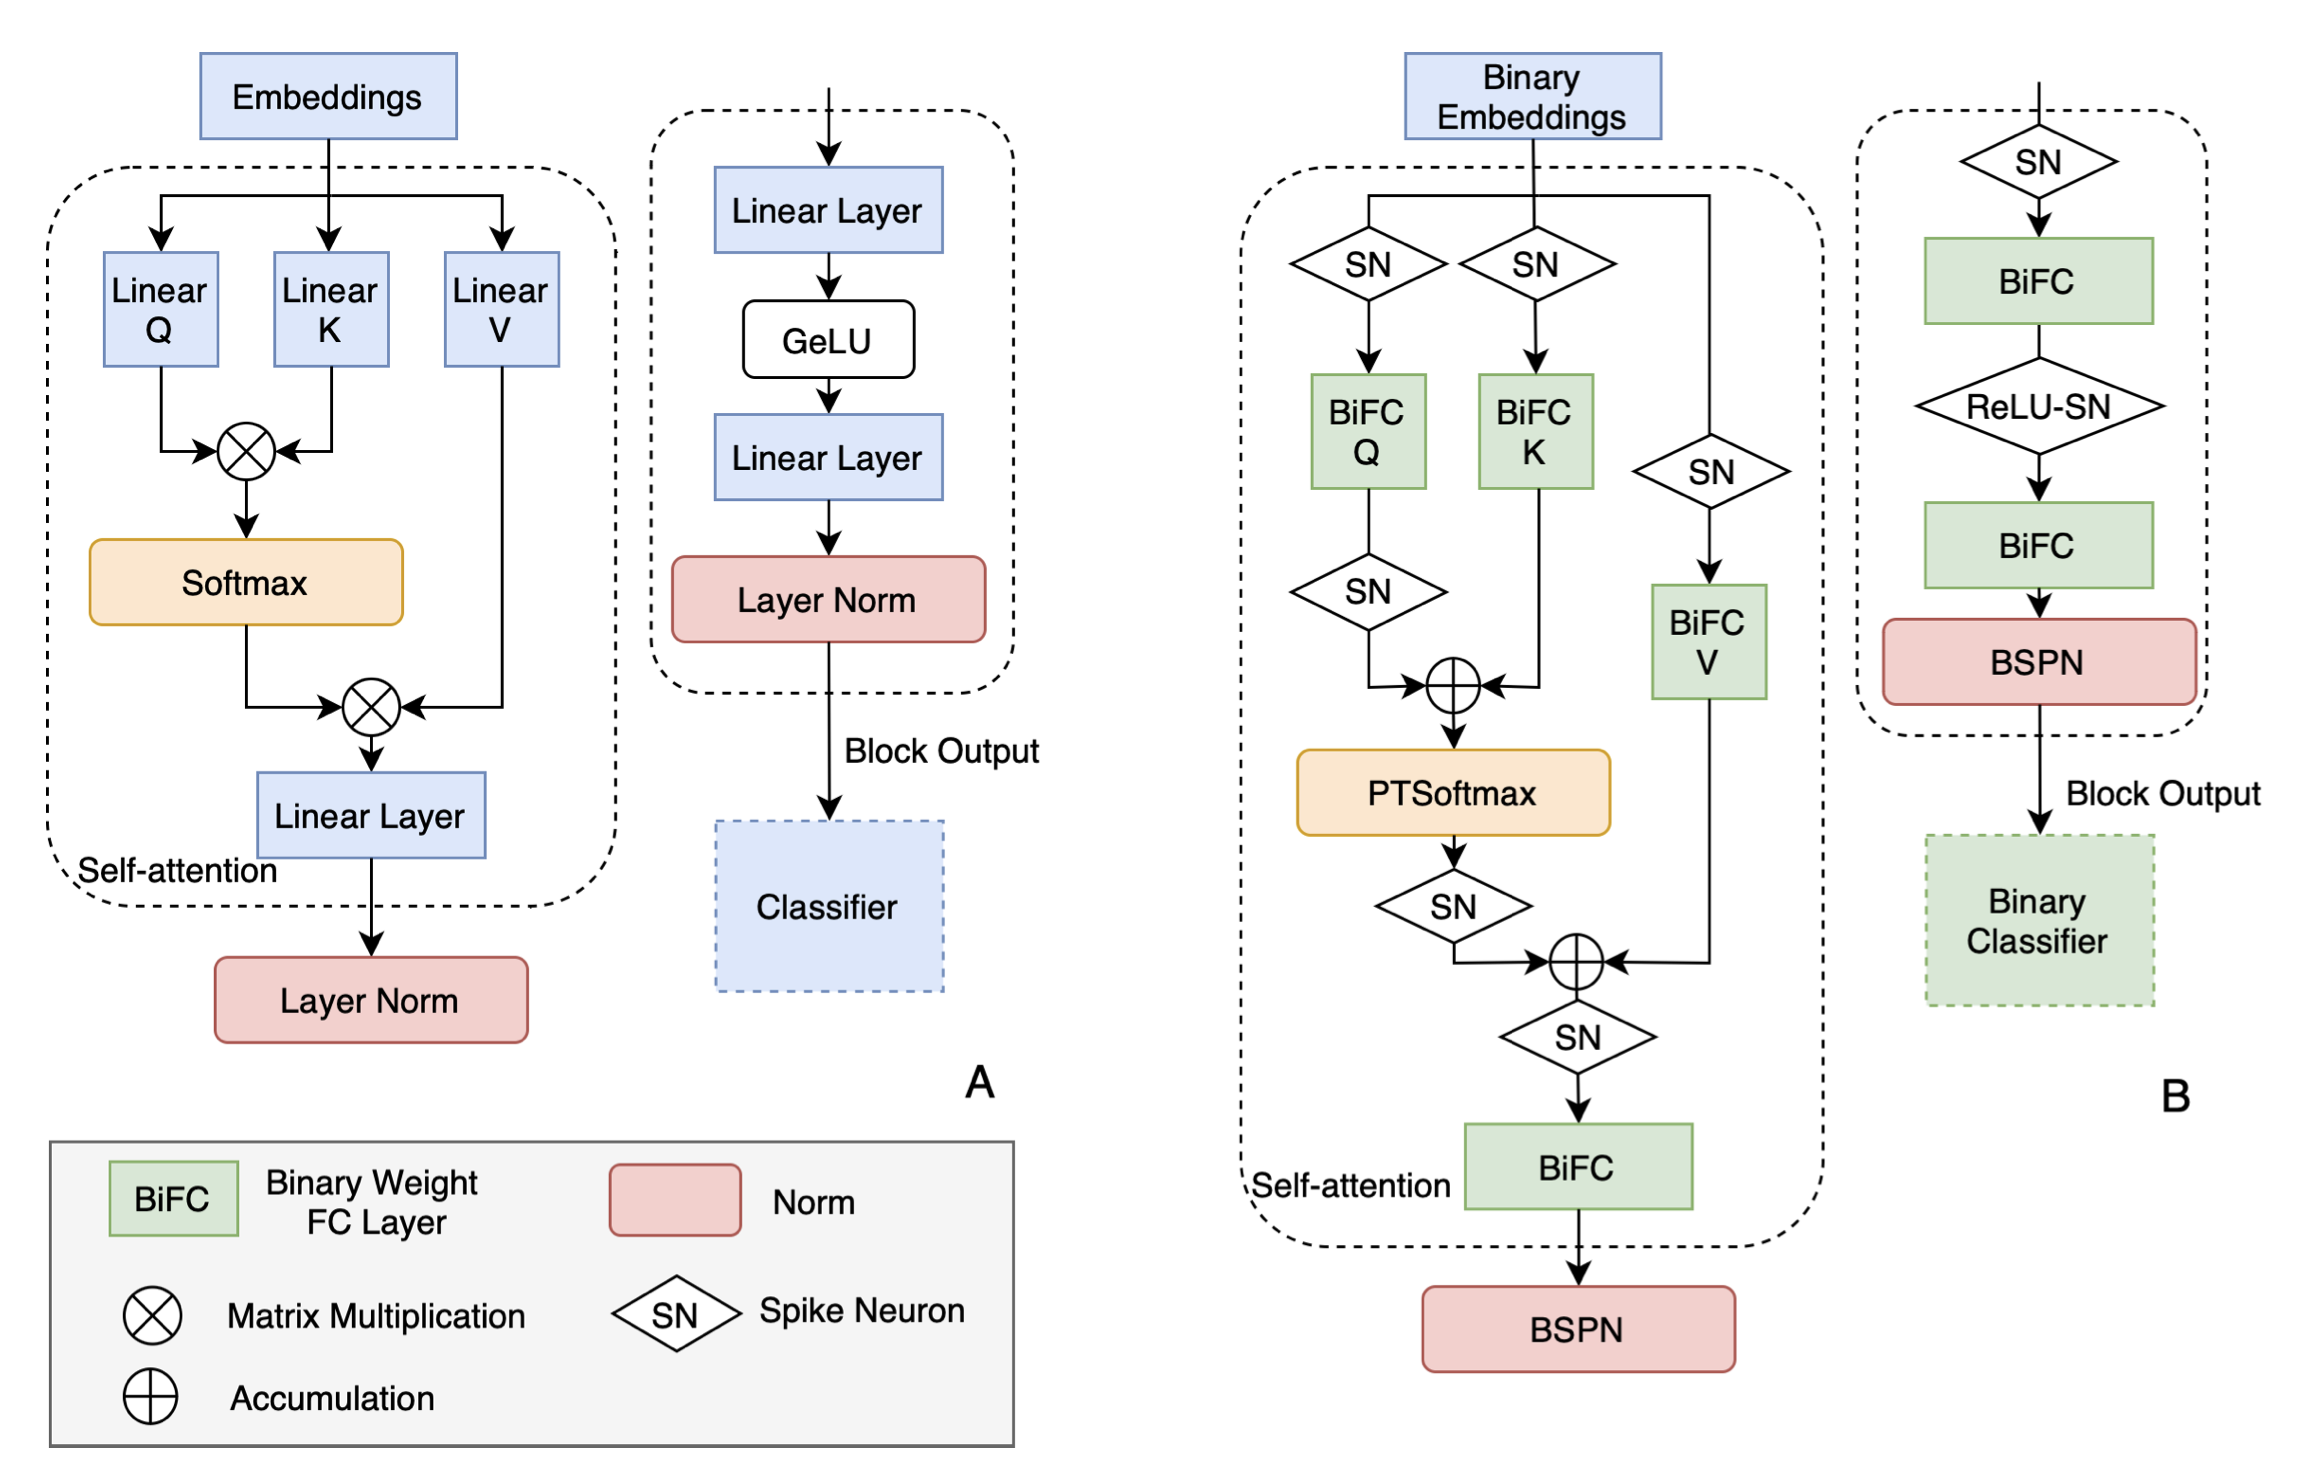 Embeddings
Linear
Q
Linear
K
Linear
V
Softmax
Linear Layer
Self-attention
Layer Norm
Linear Layer
GeLU
Linear Layer
Layer Norm
Block Output
Classifier
A
BiFC
Binary Weight
FC Layer
Norm
Matrix Multiplication
SN
Spike Neuron
Accumulation
Binary
Embeddings
SN
SN
BiFC
Q
BiFC
K
SN
SN
BiFC
V
PTSoftmax
SN
SN
BiFC
Self-attention
BSPN
SN
BiFC
ReLU-SN
BiFC
BSPN
Block Output
Binary
Classifier
B